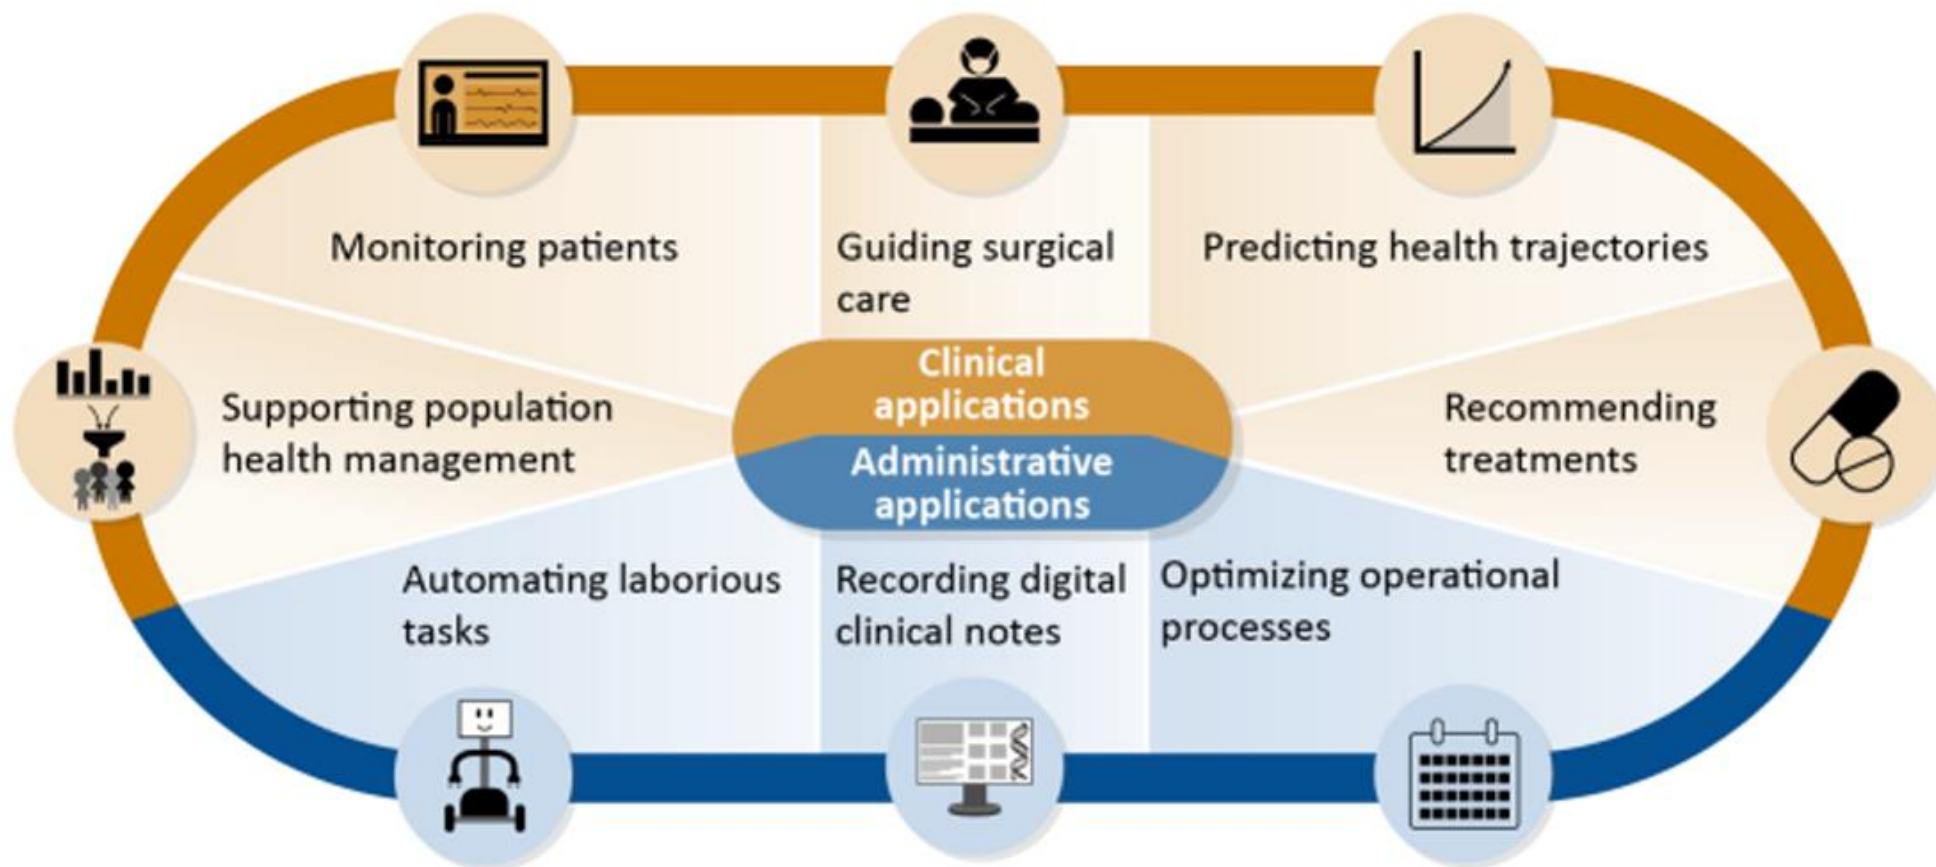 Monitoring patients
Guiding surgical
care
Predicting health trajectories
Supporting population
health management
Clinical
applications
Recommending
treatments
Administrative
applications
Automating laborious
tasks
Recording digital
clinical notes
Optimizing operational
processes